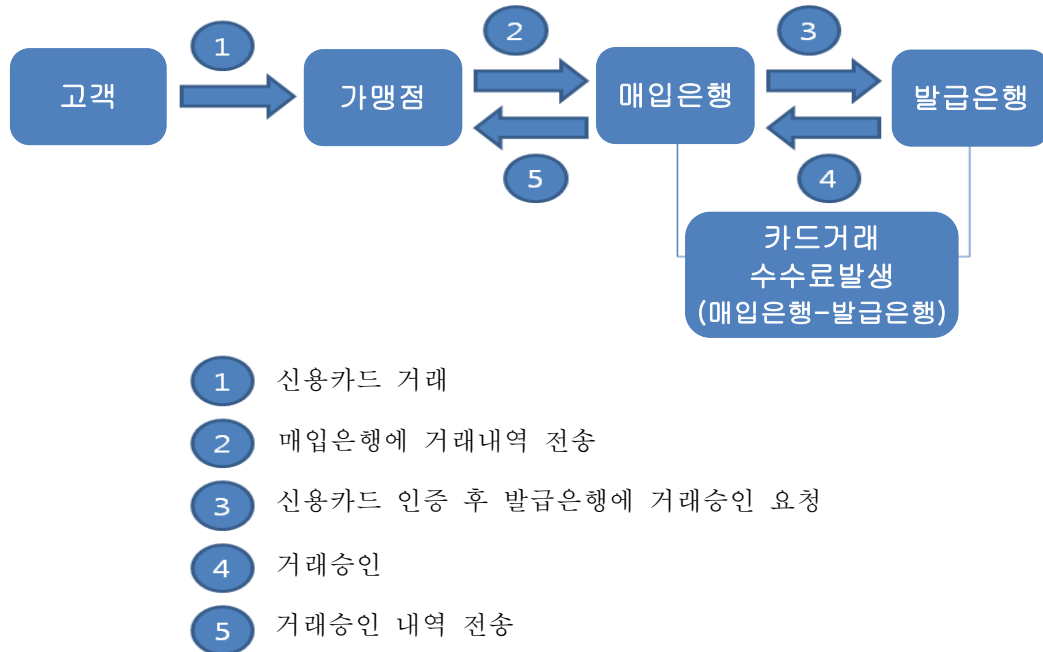 1
2
3
고객
가맹점
매입은행
발급은행
5
4
카드거래
수수료발생
(매입은행-발급은행)
1 신용카드 거래
2 매입은행에 거래내역 전송
3 신용카드 인증 후 발급은행에 거래승인 요청
4 거래승인
5 거래승인 내역 전송